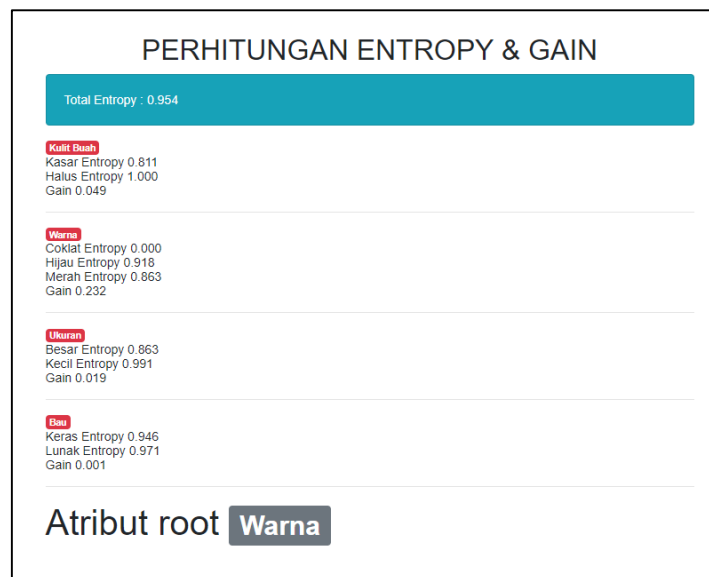 PERHITUNGAN ENTROPY & GAIN
Total Entropy : 0.954
Kulit Buah
Kasar Entropy 0.811
Halus Entropy 1.000
Gain 0.049
Warna
Coklat Entropy 0.000
Hijau Entropy 0.918
Merah Entropy 0.863
Gain 0.232
Ukuran
Besar Entropy 0.863
Kecil Entropy 0.991
Gain 0.019
Bau
Keras Entropy 0.946
Lunak Entropy 0.971
Gain 0.001
Atribut root Warna